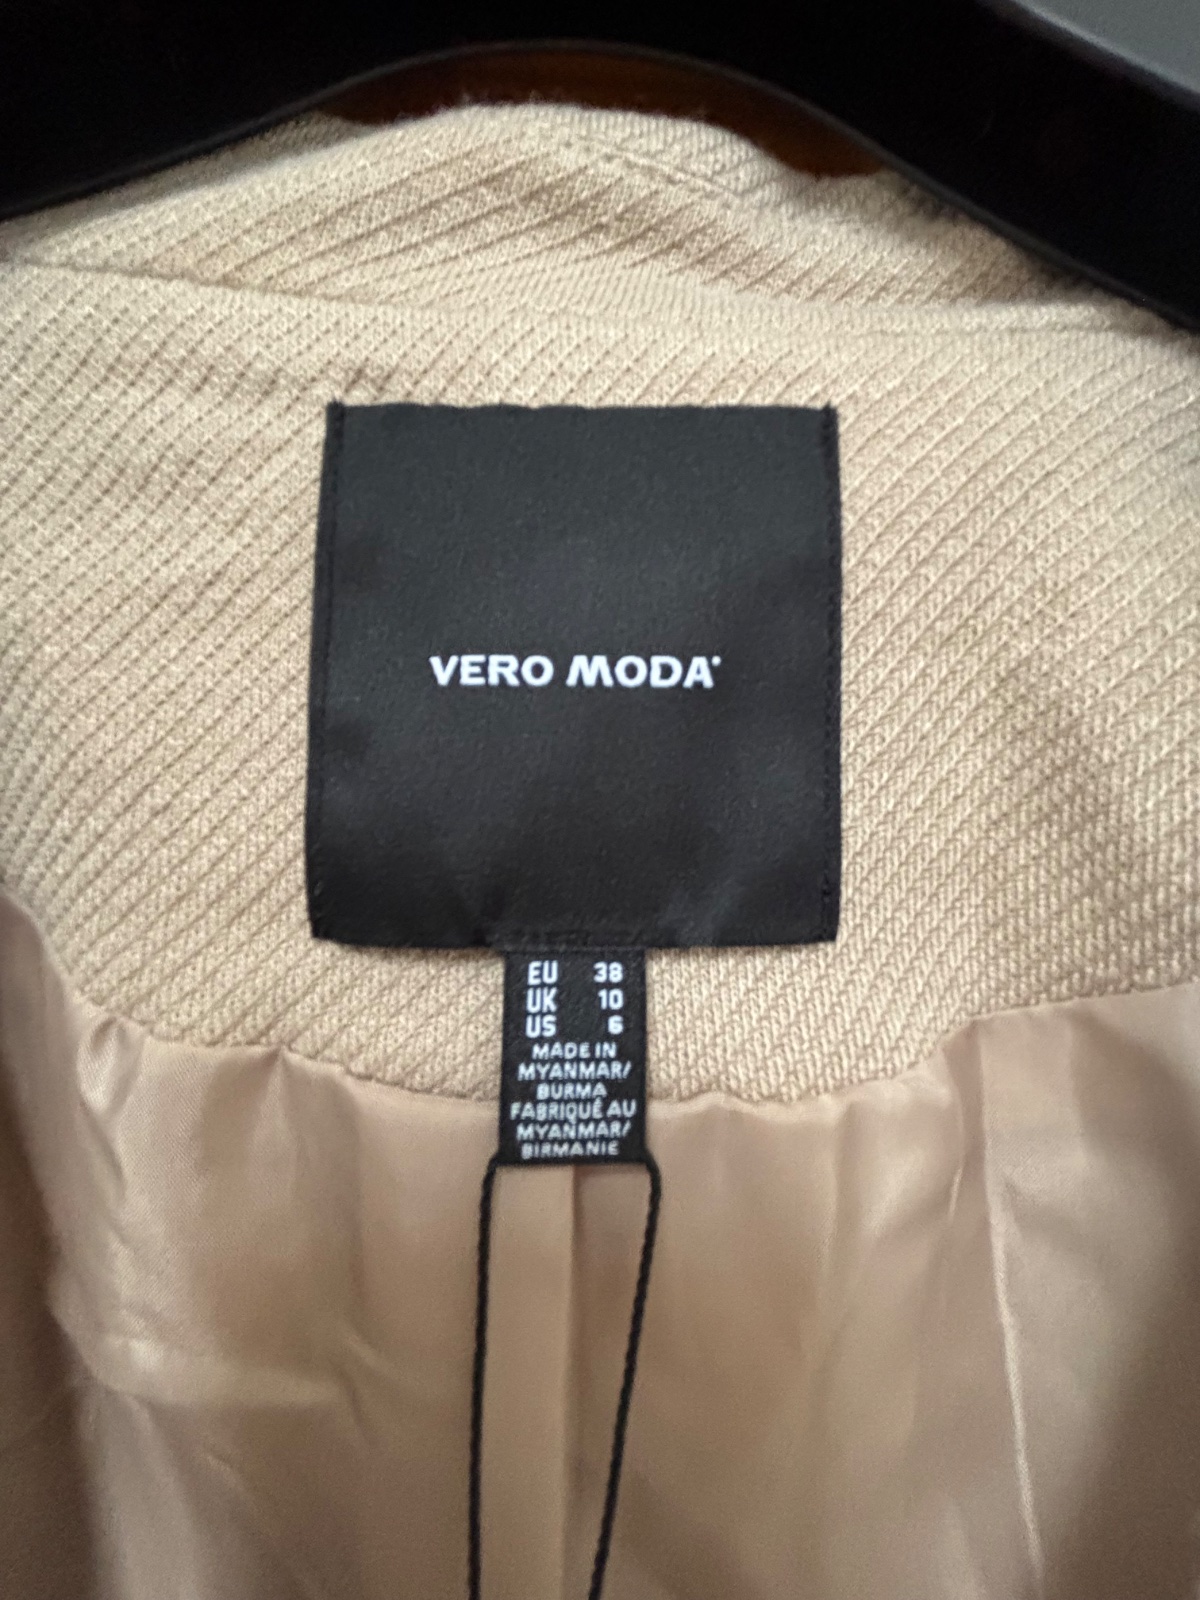 VERO MODA
EU 38
UK 10
US 6
MADE IN
MYANMAR/
BURMA
FABRIQUÉ AU
MYANMAR/
BIRMANIE